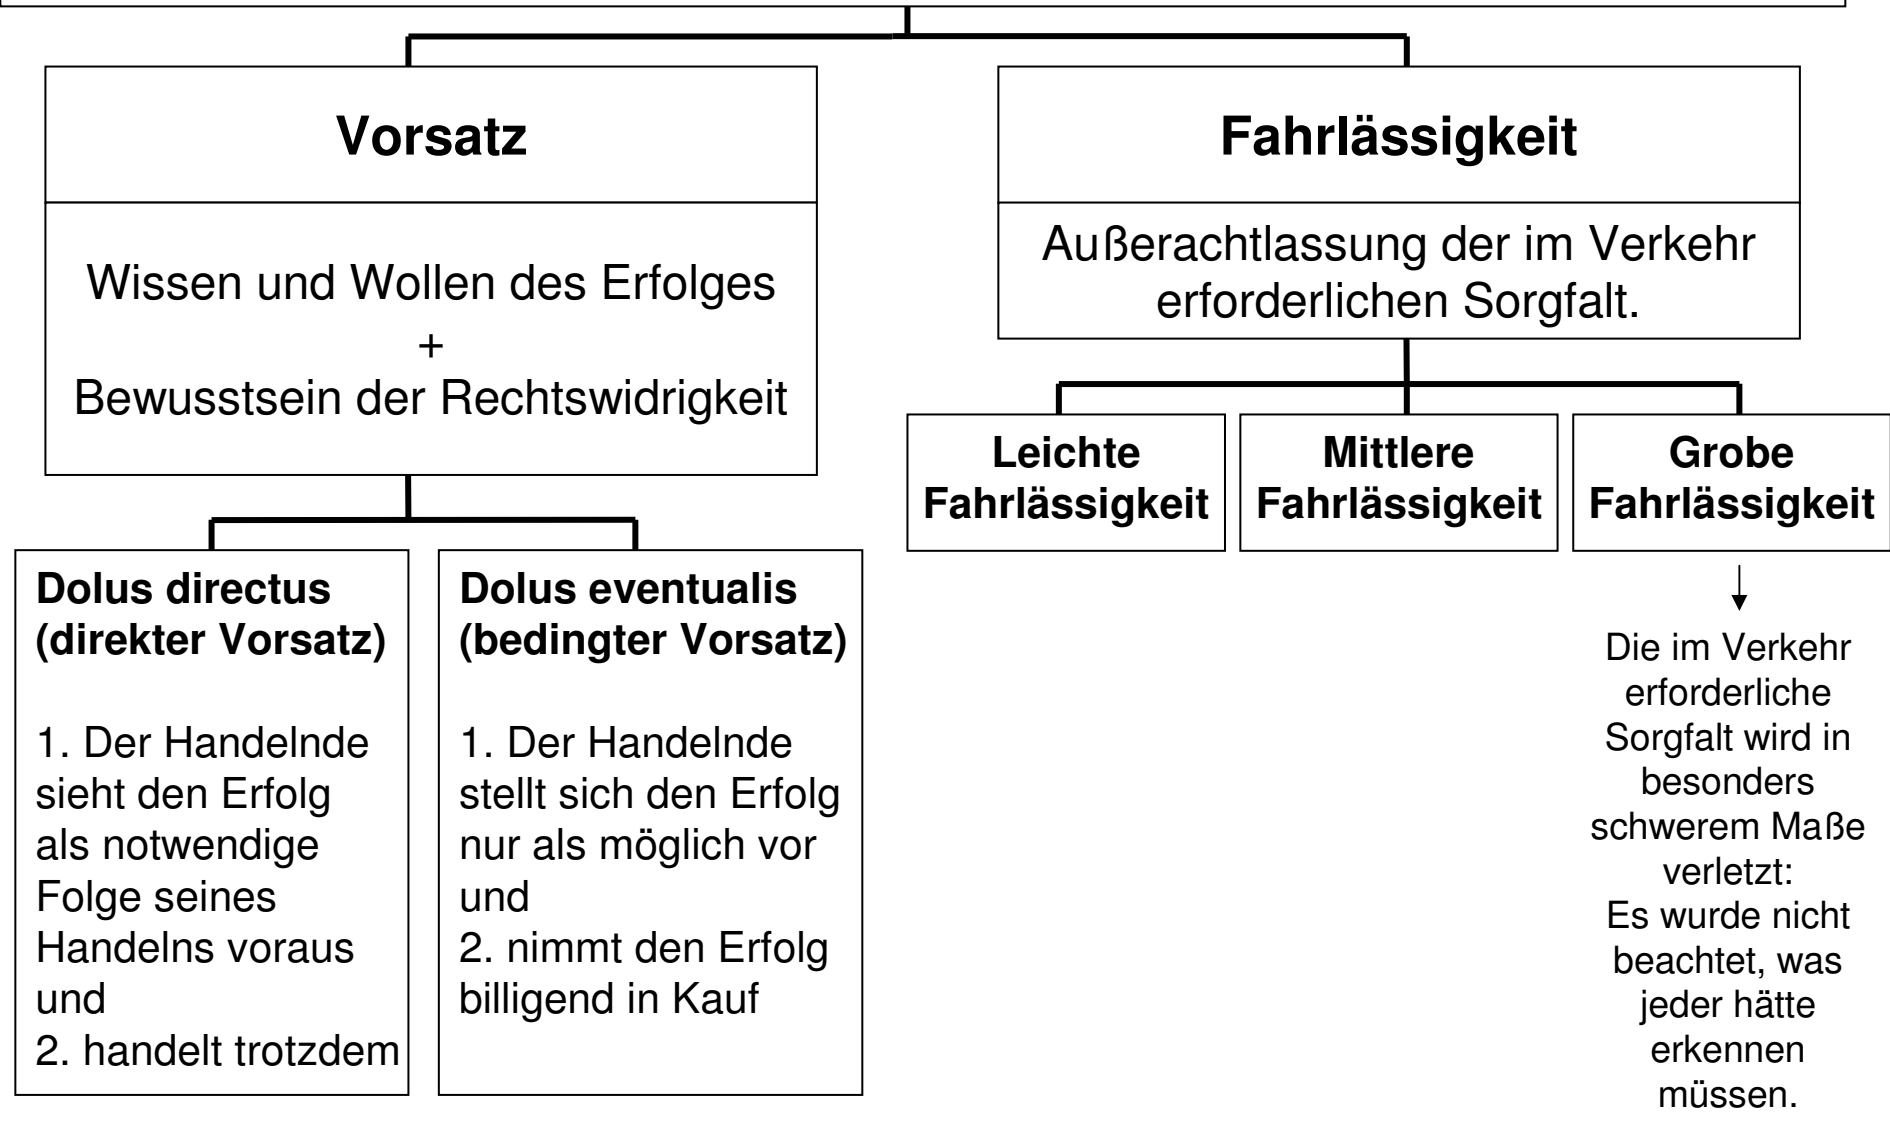 Vorsatz
Wissen und Wollen des Erfolges
+
Bewusstsein der Rechtswidrigkeit
Dolus directus
(direkter Vorsatz)
1. Der Handelnde
sieht den Erfolg
als notwendige
Folge seines
Handelns voraus
und
2. handelt trotzdem
Dolus eventualis
(bedingter Vorsatz)
1. Der Handelnde
stellt sich den Erfolg
nur als möglich vor
und
2. nimmt den Erfolg
billigend in Kauf
Fahrlässigkeit
Außerachtlassung der im Verkehr
erforderlichen Sorgfalt.
Leichte
Fahrlässigkeit
Mittlere
Fahrlässigkeit
Grobe
Fahrlässigkeit
Die im Verkehr
erforderliche
Sorgfalt wird in
besonders
schwerem Maße
verletzt:
Es wurde nicht
beachtet, was
jeder hätte
erkennen
müssen.